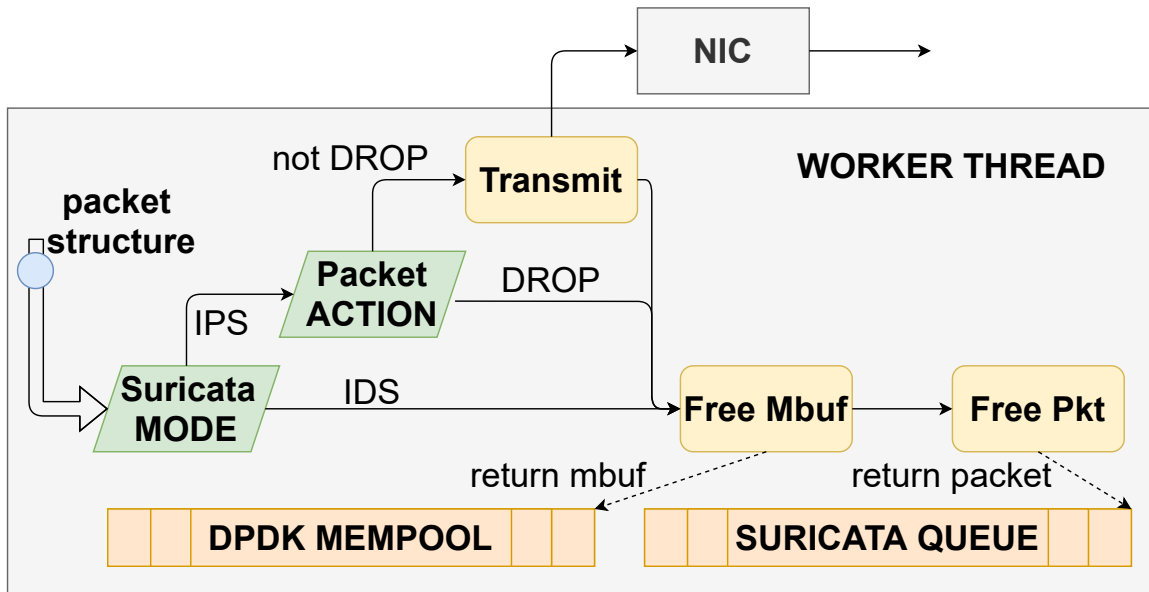 NIC
WORKER THREAD
not DROP
Transmit
packet
structure
Packet
ACTION
DROP
IPS
Suricata
MODE
IDS
Free Mbuf
Free Pkt
return mbuf
return packet
DPDK MEMPOOL
SURICATA QUEUE